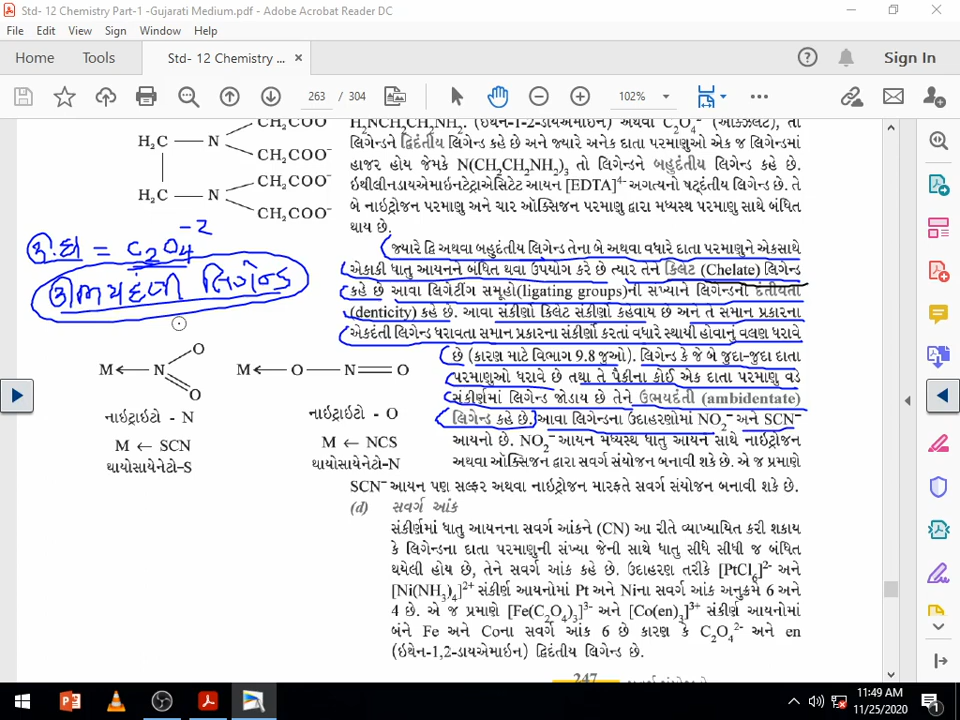 Std- 12 Chemistry Part-1 -Gujarati Medium.pdf - Adobe Acrobat Reader DC
File Edit View Sign Window Help
Home Tools Std- 12 Chemistry ... × Sign In
263 / 304 102%
H₂C — N CH₂COO⁻
CH₂COO⁻
H₂C — N CH₂COO⁻
CH₂COO⁻
H₂NCH₂CH₂NH₂. (ઇથેન-1-2-ડાયએમાઇન) અથવા C₂O₄²⁻ (ઑક્ઝિલેટ), તો
લિગેન્ડને દ્વિદંતીય લિગેન્ડ કહે છે અને જ્યારે અનેક દાતા પરમાણુઓ એક જ લિગેન્ડમાં
હાજર હોય જેમકે N(CH₂CH₂NH₂)₃ તો લિગેન્ડને બહુદંતીય લિગેન્ડ કહે છે.
ઇથીલીનડાયએમાઇનટેટ્રાએસિટેટ આયન [EDTA]⁴⁻ અગત્યનો ષટ્દંતીય લિગેન્ડ છે. તે
બે નાઇટ્રોજન પરમાણુ અને ચાર ઑક્સિજન પરમાણુ દ્વારા મધ્યસ્થ પરમાણુ સાથે બંધિત
થાય છે.
ઉ.દા = C₂O₄⁻²
ઉભયદંતી લિગેન્ડ
જ્યારે દ્વિ અથવા બહુદંતીય લિગેન્ડ તેના બે અથવા વધારે દાતા પરમાણુને એકસાથે
એકાકી ધાતુ આયનને બંધિત થવા ઉપયોગ કરે છે ત્યાર તેને કિલેટ (Chelate) લિગેન્ડ
કહે છે આવા લિગેટીંગ સમૂહો(ligating groups)ની સંખ્યાને લિગેન્ડની દંતીયતા
(denticity) કહે છે. આવા સંકીર્ણો કિલેટ સંકીર્ણો કહેવાય છે અને તે સમાન પ્રકારના
એકદંતી લિગેન્ડ ધરાવતા સમાન પ્રકારના સંકીર્ણો કરતાં વધારે સ્થાયી હોવાનું વલણ ધરાવે
છે (કારણ માટે વિભાગ 9.8 જુઓ). લિગેન્ડ કે જે બે જુદા-જુદા દાતા
પરમાણુઓ ધરાવે છે તથા તે પૈકીના કોઈ એક દાતા પરમાણુ વડે
સંકીર્ણમાં લિગેન્ડ જોડાય છે તેને ઉભયદંતી (ambidentate)
લિગેન્ડ કહે છે. આવા લિગેન્ડના ઉદાહરણોમાં NO₂⁻ અને SCN⁻
આયનો છે. NO₂⁻ આયન મધ્યસ્થ ધાતુ આયન સાથે નાઇટ્રોજન
અથવા ઑક્સિજન દ્વારા સવર્ગ સંયોજન બનાવી શકે છે. એ જ પ્રમાણે
SCN⁻ આયન પણ સલ્ફર અથવા નાઇટ્રોજન મારફતે સવર્ગ સંયોજન બનાવી શકે છે.
O
M ← N
O
નાઇટ્રાઇટો - N
M ← SCN
થાયોસાયેનેટો-S
M ← O — N ═ O
નાઇટ્રાઇટો - O
M ← NCS
થાયોસાયેનેટો-N
(d) સવર્ગ આંક
સંકીર્ણમાં ધાતુ આયનના સવર્ગ આંકને (CN) આ રીતે વ્યાખ્યાયિત કરી શકાય
કે લિગેન્ડના દાતા પરમાણુની સંખ્યા જેની સાથે ધાતુ સીધે સીધી જ બંધિત
થયેલી હોય છે, તેને સવર્ગ આંક કહે છે. ઉદાહરણ તરીકે [PtCl₆]²⁻ અને
[Ni(NH₃)₄]²⁺ સંકીર્ણ આયનોમાં Pt અને Niના સવર્ગ આંક અનુક્રમે 6 અને
4 છે. એ જ પ્રમાણે [Fe(C₂O₄)₃]³⁻ અને [Co(en)₃]³⁺ સંકીર્ણ આયનોમાં
બંને Fe અને Coના સવર્ગ આંક 6 છે કારણ કે C₂O₄²⁻ અને en
(ઇથેન-1,2-ડાયએમાઇન) દ્વિદંતીય લિગેન્ડ છે.
247
11:49 AM
11/25/2020